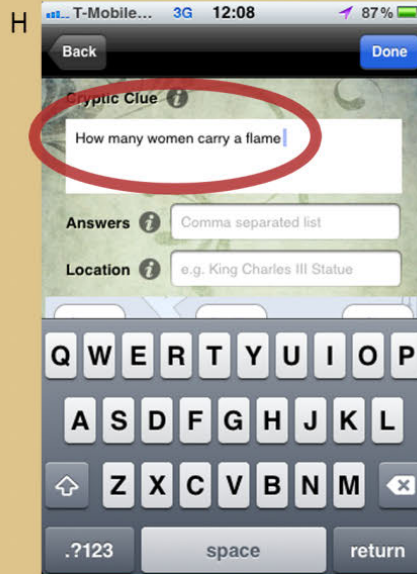 H
T-Mobile... 3G 12:08 87%
Back Done
Cryptic Clue i
How many women carry a flame
Answers i Comma separated list
Location i e.g. King Charles III Statue
Q W E R T Y U I O P
A S D F G H J K L
Z X C V B N M
.?123 space return